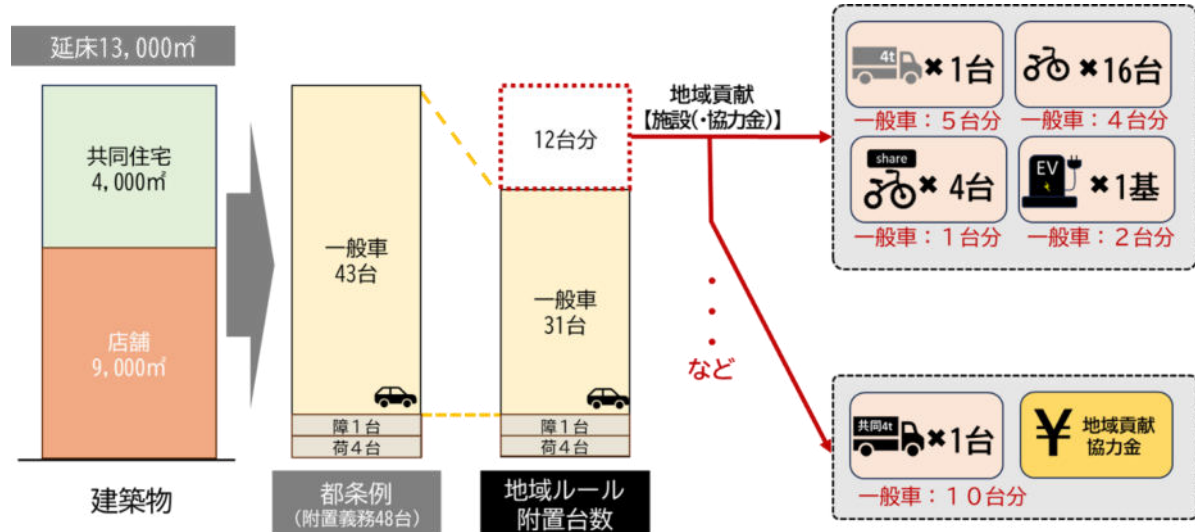 延床13,000㎡
共同住宅
4,000㎡
店舗
9,000㎡
建築物
一般車
43台
障1台
荷4台
都条例
(附置義務48台)
12台分
一般車
31台
障1台
荷4台
地域ルール
附置台数
地域貢献
【施設(・協力金)】
など
4t
×1台
一般車：5台分
×16台
一般車：4台分
share
×4台
一般車：1台分
EV
×1基
一般車：2台分
共同4t
×1台
一般車：10台分
¥
地域貢献
協力金